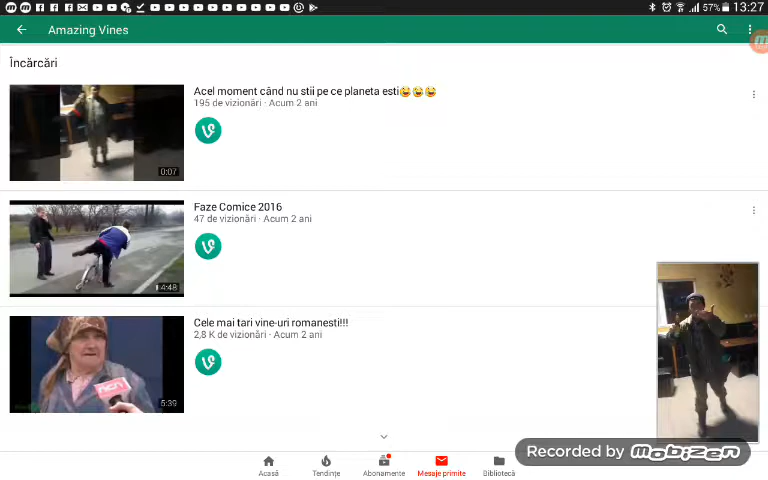 57% 13:27
Amazing Vines
Încărcări
Acel moment când nu stii pe ce planeta esti😂😂😂
195 de vizionări · Acum 2 ani
0:07
Faze Comice 2016
47 de vizionări · Acum 2 ani
4:48
Cele mai tari vine-uri romanesti!!!
2,8 K de vizionări · Acum 2 ani
5:39
Acasă
Tendințe
Abonamente
Mesaje primite
Bibliotecă
Recorded by mobizen